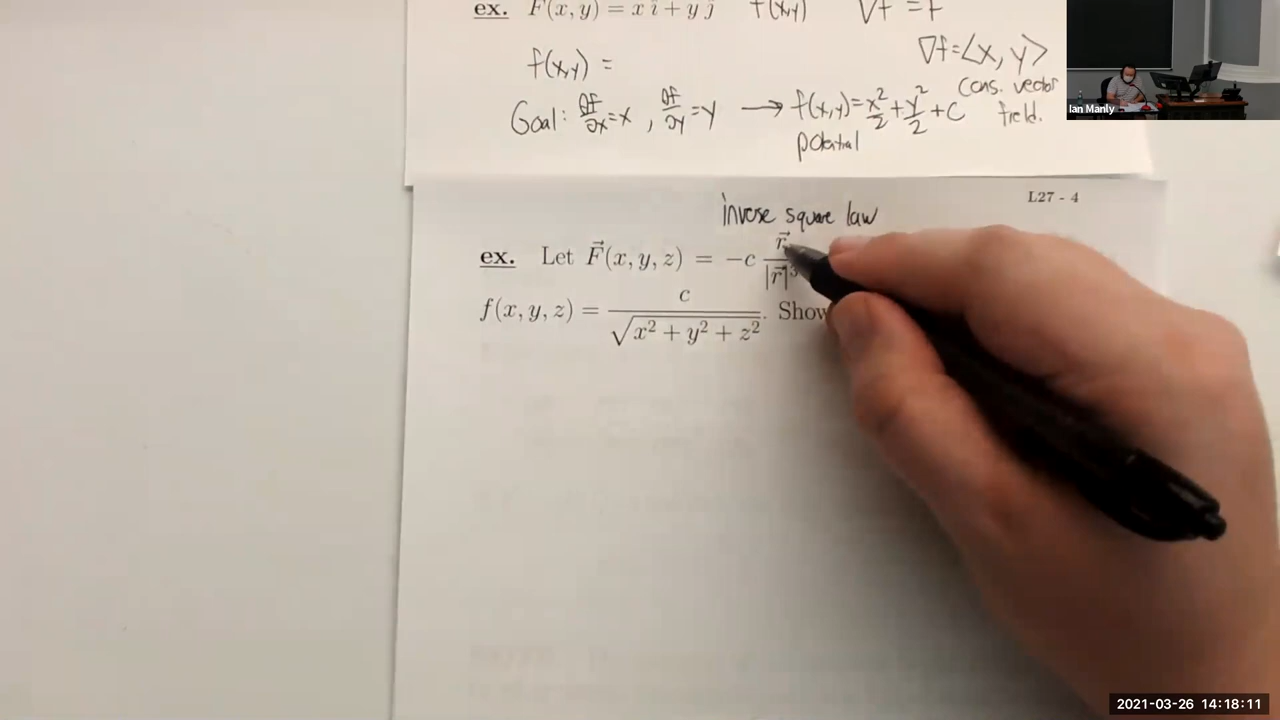 ex. F(x, y) = x i + y j f(x,y) ∇f = F
f(x,y) =
∇f = ⟨x, y⟩
Goal: ∂f/∂x = x , ∂f/∂y = y → f(x,y) = x²/2 + y²/2 + C
cons. vector
field.
potential
Ian Manly
L27 - 4
inverse square law
ex. Let F⃗(x, y, z) = −c r⃗/|r⃗|³
f(x, y, z) = c/√(x² + y² + z²). Show
2021-03-26 14:18:11